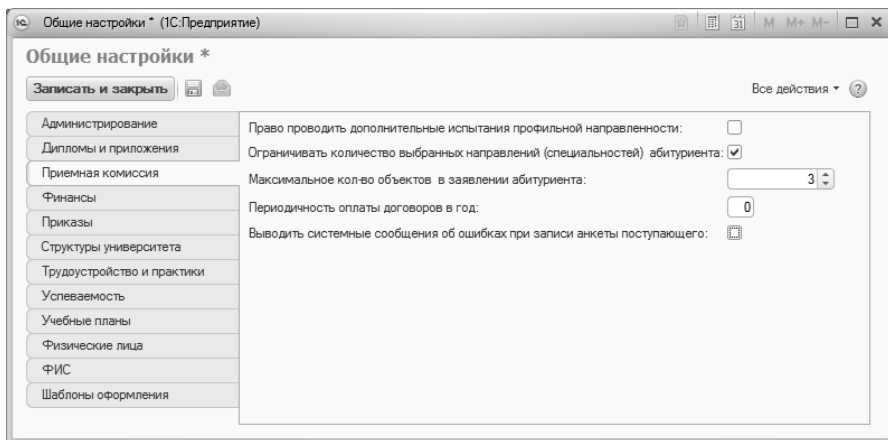 Общие настройки * (1С:Предприятие)
31 M M+ M-
Общие настройки *
Записать и закрыть
Все действия
?
Администрирование
Дипломы и приложения
Приемная комиссия
Финансы
Приказы
Структуры университета
Трудоустройство и практики
Успеваемость
Учебные планы
Физические лица
ФИС
Шаблоны оформления
Право проводить дополнительные испытания профильной направленности:
Ограничивать количество выбранных направлений (специальностей) абитуриента:
Максимальное кол-во объектов в заявлении абитуриента: 3
Периодичность оплаты договоров в год: 0
Выводить системные сообщения об ошибках при записи анкеты поступающего: